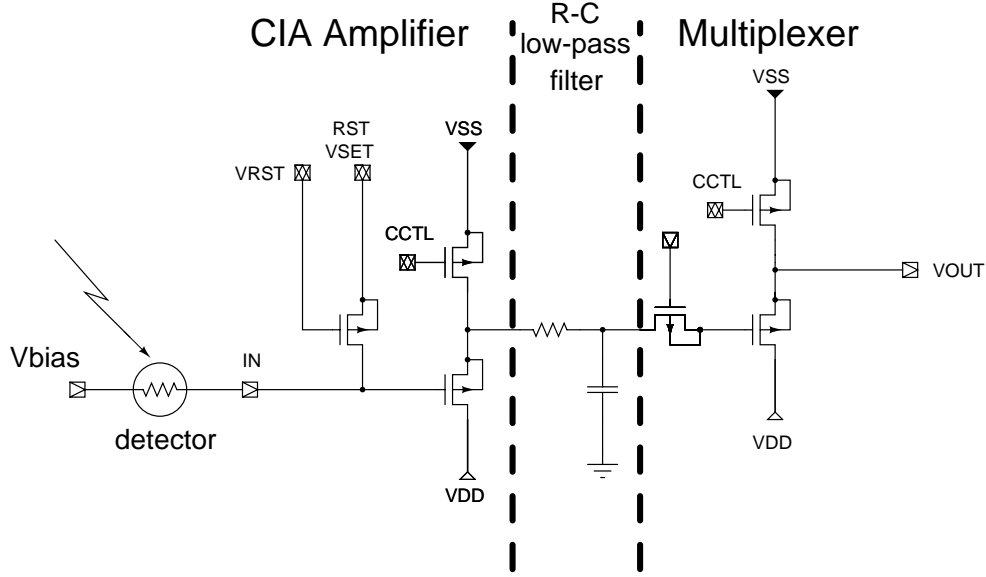 CIA Amplifier
R-C
low-pass
filter
Multiplexer
VSS
RST
VSET
VRST
VSS
CCTL
CCTL
VOUT
Vbias
IN
detector
VDD
VDD